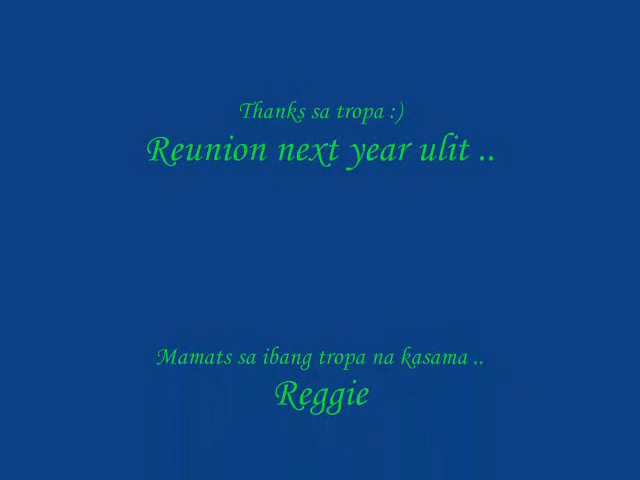 Thanks sa tropa :)
Reunion next year ulit ..
Mamats sa ibang tropa na kasama ..
Reggie